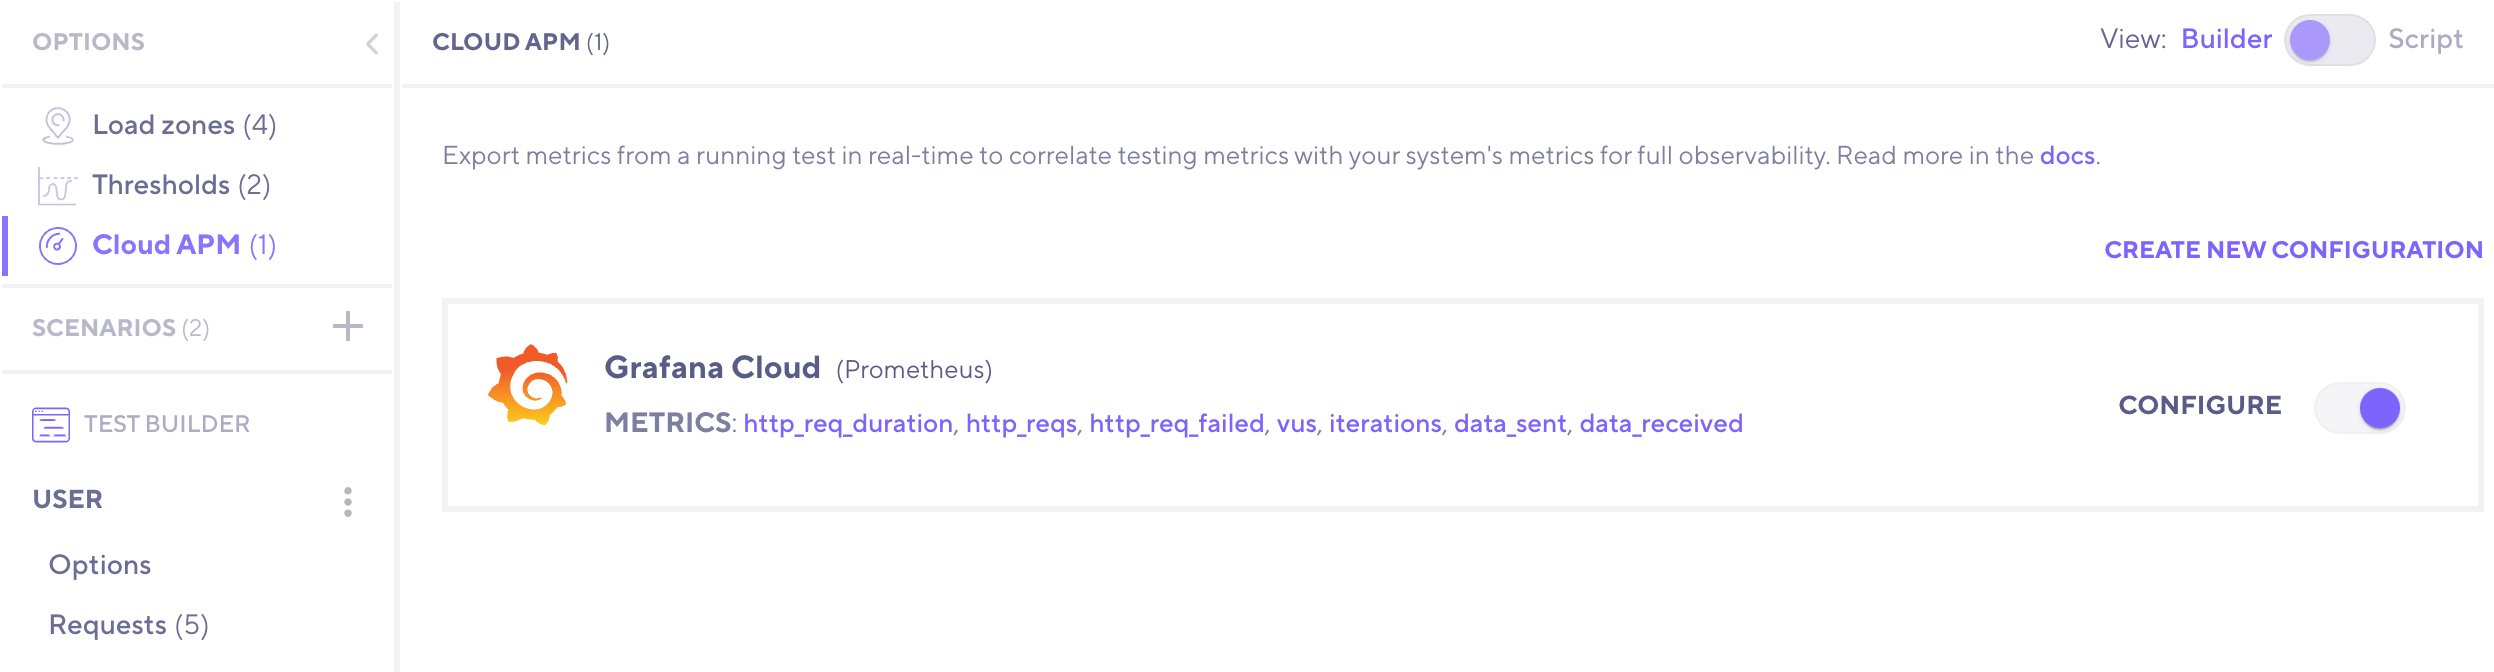 OPTIONS
Load zones (4)
Thresholds (2)
Cloud APM (1)
SCENARIOS (2)
TEST BUILDER
USER
Options
Requests (5)
CLOUD APM (1)
View: Builder Script
Export metrics from a running test in real-time to correlate testing metrics with your system's metrics for full observability. Read more in the docs.
CREATE NEW CONFIGURATION
Grafana Cloud (Prometheus)
METRICS: http_req_duration, http_reqs, http_req_failed, vus, iterations, data_sent, data_received
CONFIGURE